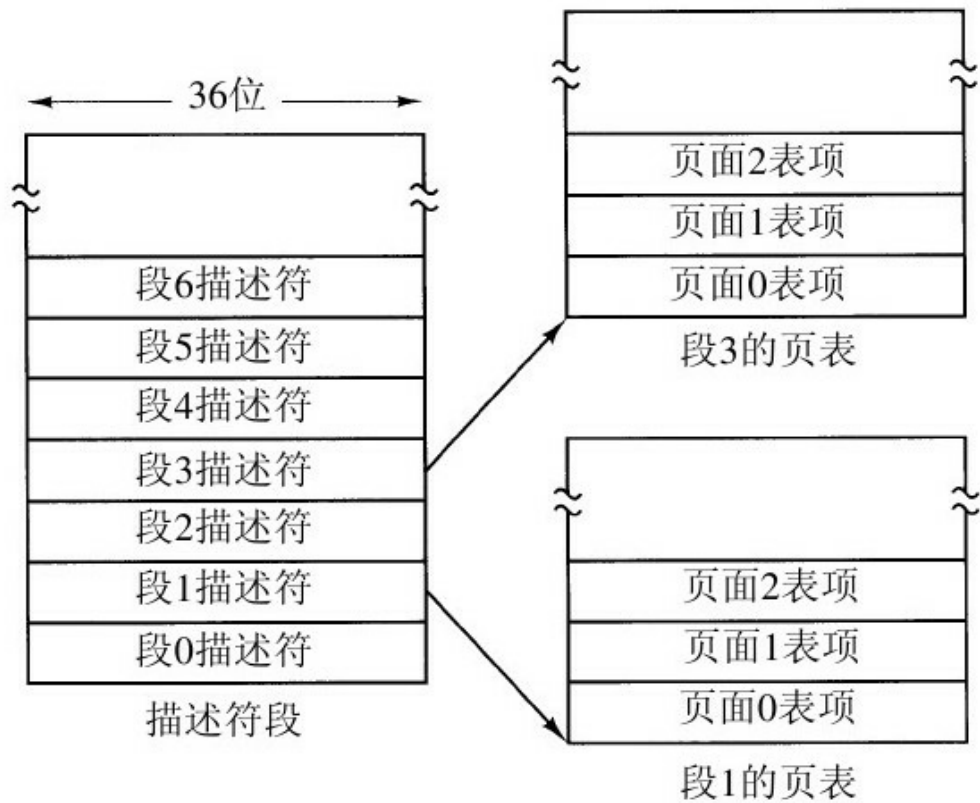 36位
段6描述符
段5描述符
段4描述符
段3描述符
段2描述符
段1描述符
段0描述符
描述符段
页面2表项
页面1表项
页面0表项
段3的页表
页面2表项
页面1表项
页面0表项
段1的页表